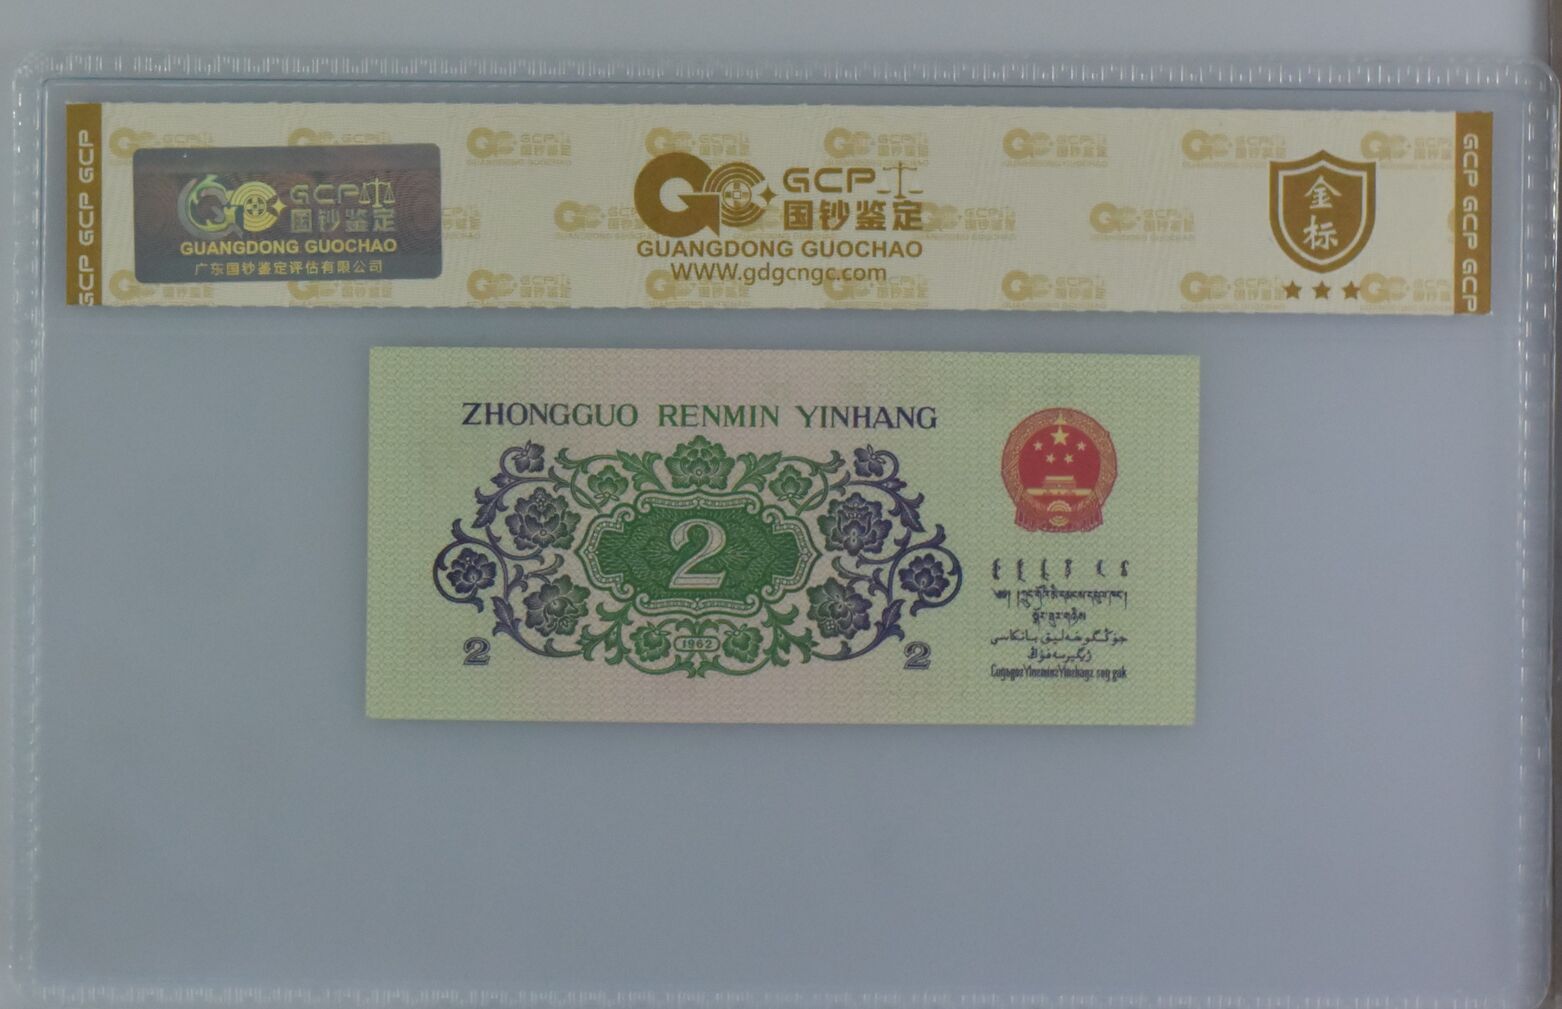 GCP GCP GCP
GCP
国钞鉴定
GUANGDONG GUOCHAO
广东国钞鉴定评估有限公司
GCP
国钞鉴定
GUANGDONG GUOCHAO
WWW.gdgcngc.com
金
标
GCP GCP GCP
ZHONGGUO RENMIN YINHANG
2
1962
2
2
جۇڭگوخەلىق بانكاسى